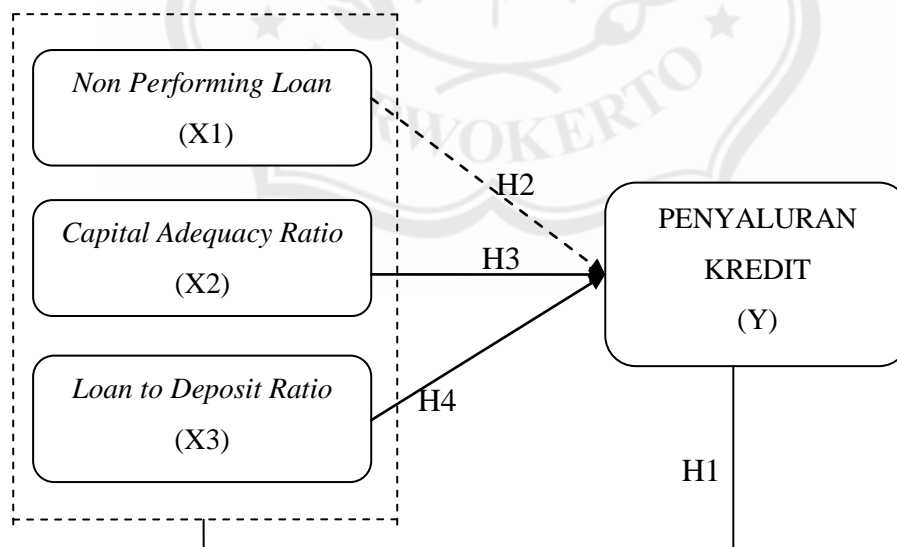 Non Performing Loan
(X1)
Capital Adequacy Ratio
(X2)
Loan to Deposit Ratio
(X3)
H2
H3
H4
PENYALURAN
KREDIT
(Y)
H1
RWOKERTO